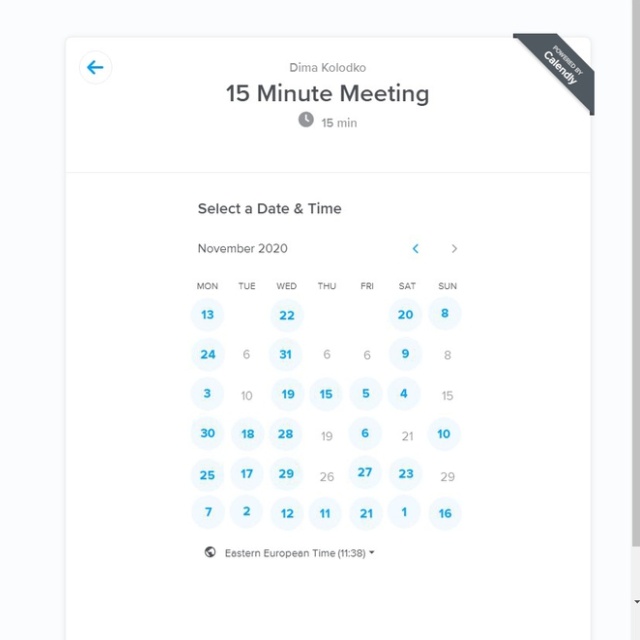 POWERED BY
Calendly
Dima Kolodko
15 Minute Meeting
15 min
Select a Date & Time
November 2020
MON TUE WED THU FRI SAT SUN
13 22 20 8
24 6 31 6 6 9 8
3 10 19 15 5 4 15
30 18 28 19 6 21 10
25 17 29 26 27 23 29
7 2 12 11 21 1 16
Eastern European Time (11:38)